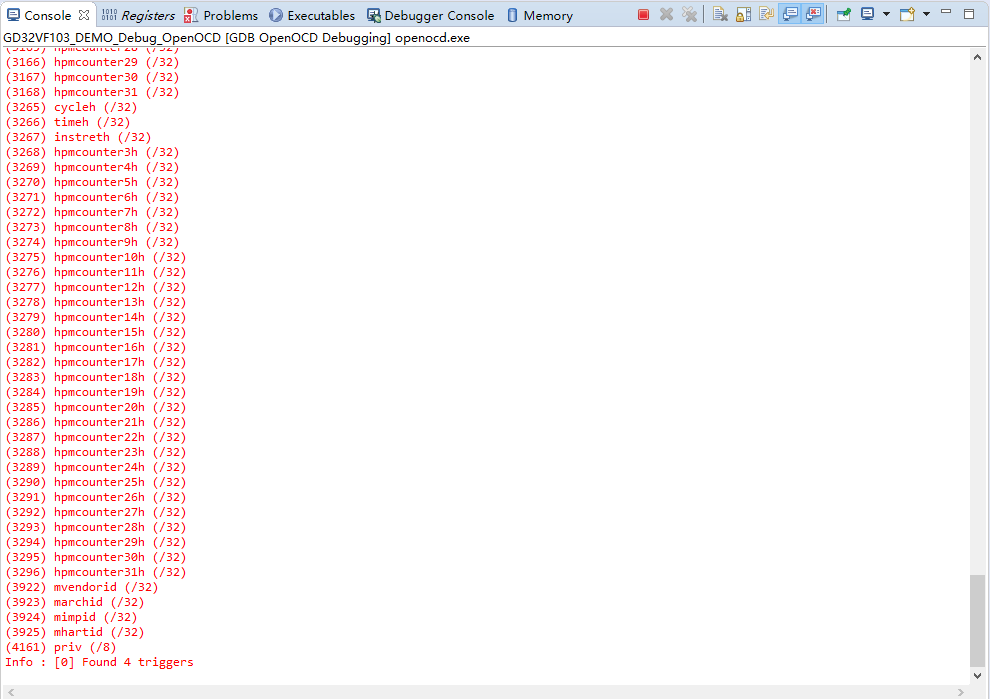 Console Registers Problems Executables Debugger Console Memory
GD32VF103_DEMO_Debug_OpenOCD [GDB OpenOCD Debugging] openocd.exe
(3165) hpmcounter28 (/32)
(3166) hpmcounter29 (/32)
(3167) hpmcounter30 (/32)
(3168) hpmcounter31 (/32)
(3265) cycleh (/32)
(3266) timeh (/32)
(3267) instreth (/32)
(3268) hpmcounter3h (/32)
(3269) hpmcounter4h (/32)
(3270) hpmcounter5h (/32)
(3271) hpmcounter6h (/32)
(3272) hpmcounter7h (/32)
(3273) hpmcounter8h (/32)
(3274) hpmcounter9h (/32)
(3275) hpmcounter10h (/32)
(3276) hpmcounter11h (/32)
(3277) hpmcounter12h (/32)
(3278) hpmcounter13h (/32)
(3279) hpmcounter14h (/32)
(3280) hpmcounter15h (/32)
(3281) hpmcounter16h (/32)
(3282) hpmcounter17h (/32)
(3283) hpmcounter18h (/32)
(3284) hpmcounter19h (/32)
(3285) hpmcounter20h (/32)
(3286) hpmcounter21h (/32)
(3287) hpmcounter22h (/32)
(3288) hpmcounter23h (/32)
(3289) hpmcounter24h (/32)
(3290) hpmcounter25h (/32)
(3291) hpmcounter26h (/32)
(3292) hpmcounter27h (/32)
(3293) hpmcounter28h (/32)
(3294) hpmcounter29h (/32)
(3295) hpmcounter30h (/32)
(3296) hpmcounter31h (/32)
(3922) mvendorid (/32)
(3923) marchid (/32)
(3924) mimpid (/32)
(3925) mhartid (/32)
(4161) priv (/8)
Info : [0] Found 4 triggers